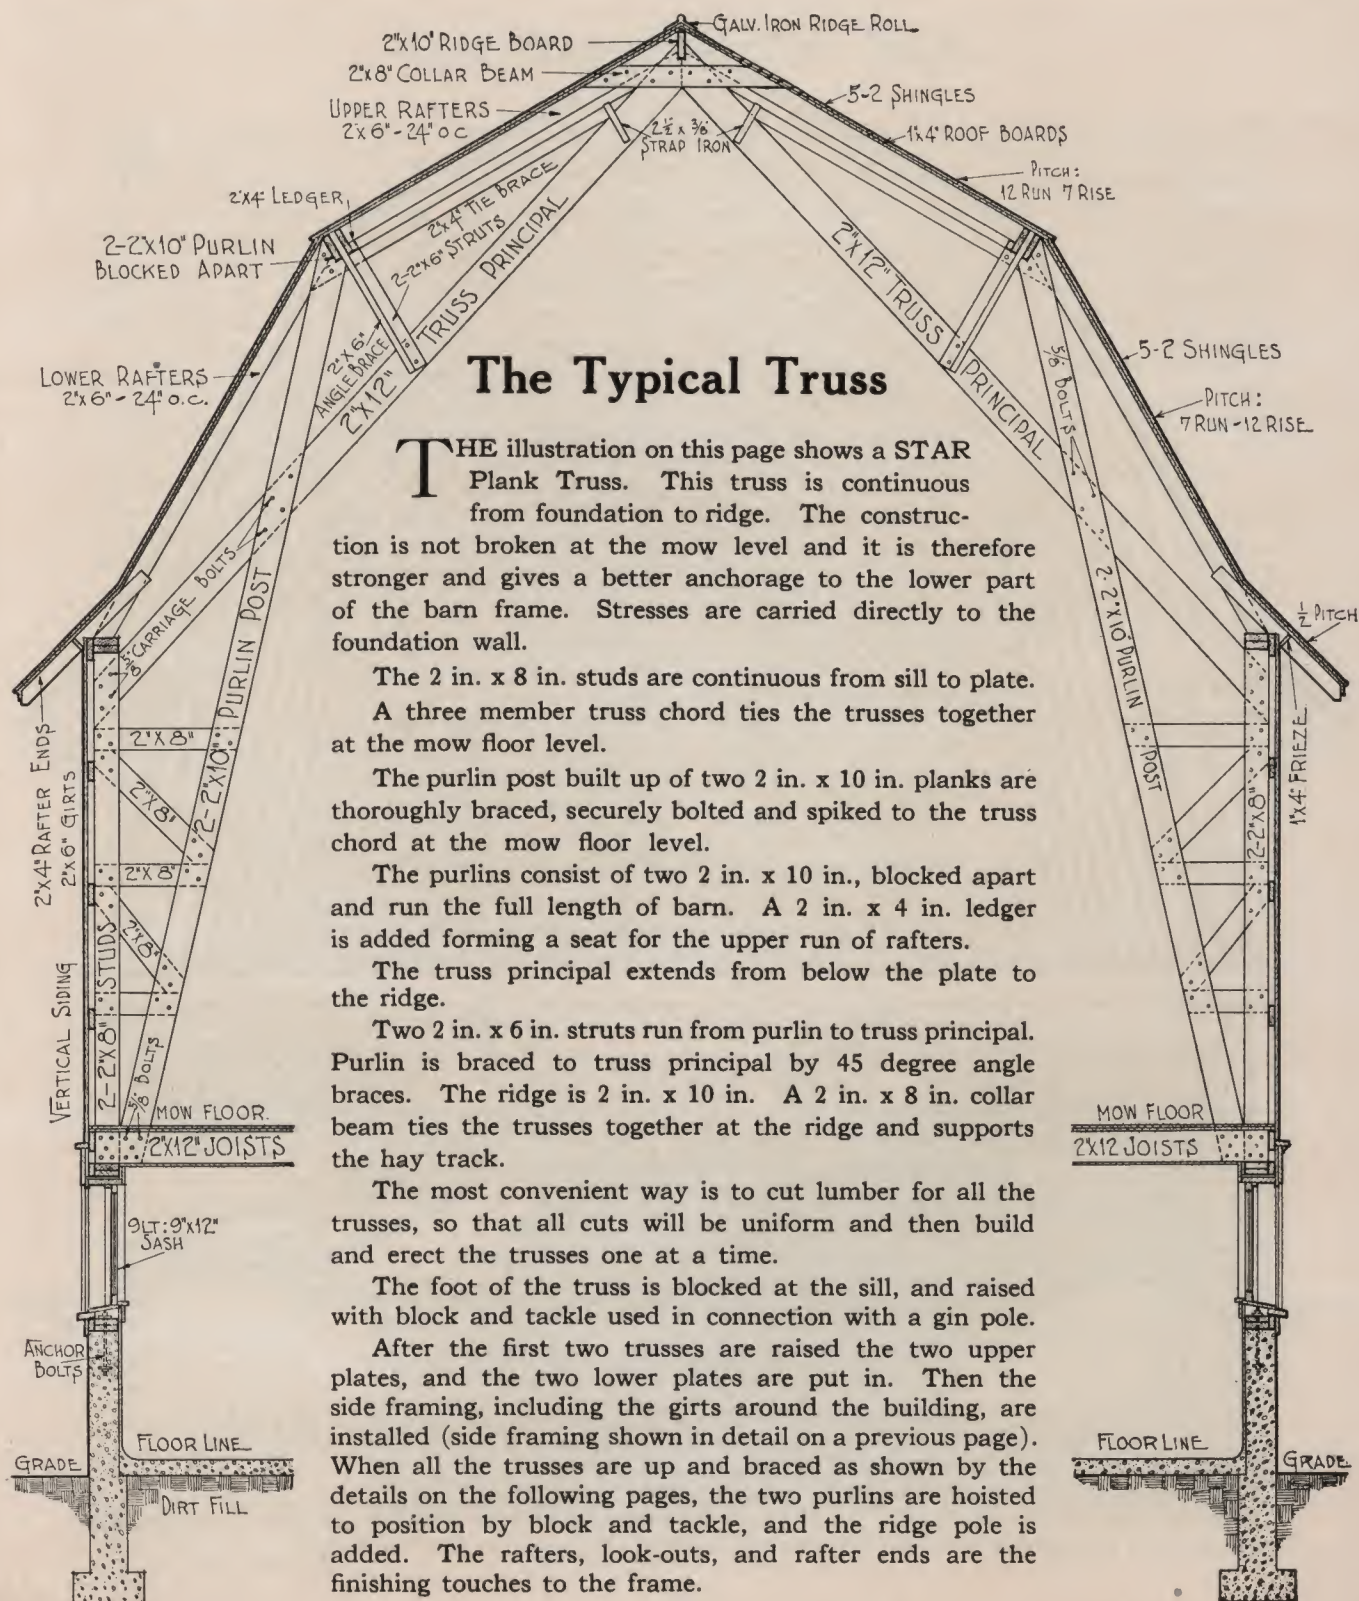 GALV. IRON RIDGE ROLL
2"x10" RIDGE BOARD
2"x8" COLLAR BEAM
UPPER RAFTERS
2"x6"-24" O.C
5-2 SHINGLES
1"x4" ROOF BOARDS
2½ x ⅜"
STRAP IRON
PITCH:
12 RUN 7 RISE
2"x4" LEDGER
2"x4" TIE BRACE
2-2"x6" STRUTS
2-2"x10" PURLIN
BLOCKED APART
2"x12" TRUSS PRINCIPAL
2"x12" TRUSS PRINCIPAL
2"x6"
ANGLE BRACE
LOWER RAFTERS
2"x6"-24" O.C.
⅝" BOLTS
5-2 SHINGLES
PITCH:
7 RUN-12 RISE
The Typical Truss
THE illustration on this page shows a STAR
Plank Truss. This truss is continuous
from foundation to ridge. The construc-
tion is not broken at the mow level and it is therefore
stronger and gives a better anchorage to the lower part
of the barn frame. Stresses are carried directly to the
foundation wall.
The 2 in. x 8 in. studs are continuous from sill to plate.
A three member truss chord ties the trusses together
at the mow floor level.
The purlin post built up of two 2 in. x 10 in. planks are
thoroughly braced, securely bolted and spiked to the truss
chord at the mow floor level.
The purlins consist of two 2 in. x 10 in., blocked apart
and run the full length of barn. A 2 in. x 4 in. ledger
is added forming a seat for the upper run of rafters.
The truss principal extends from below the plate to
the ridge.
Two 2 in. x 6 in. struts run from purlin to truss principal.
Purlin is braced to truss principal by 45 degree angle
braces. The ridge is 2 in. x 10 in. A 2 in. x 8 in. collar
beam ties the trusses together at the ridge and supports
the hay track.
The most convenient way is to cut lumber for all the
trusses, so that all cuts will be uniform and then build
and erect the trusses one at a time.
The foot of the truss is blocked at the sill, and raised
with block and tackle used in connection with a gin pole.
After the first two trusses are raised the two upper
plates, and the two lower plates are put in. Then the
side framing, including the girts around the building, are
installed (side framing shown in detail on a previous page).
When all the trusses are up and braced as shown by the
details on the following pages, the two purlins are hoisted
to position by block and tackle, and the ridge pole is
added. The rafters, look-outs, and rafter ends are the
finishing touches to the frame.
⅝" CARRIAGE BOLTS
2-2"x10" PURLIN POST
2-2"x10" PURLIN POST
½ PITCH
1"x4" FRIEZE
2"x4" RAFTER ENDS
2"x6" GIRTS
2"x8"
2"x8"
2"x8"
2"x8"
2-2"x8" STUDS
2-2"x8"
VERTICAL SIDING
⅝" BOLTS
MOW FLOOR.
2"x12" JOISTS
MOW FLOOR
2"x12 JOISTS
9LT: 9"x12"
SASH
ANCHOR
BOLTS
FLOOR LINE
GRADE
DIRT FILL
FLOOR LINE
GRADE